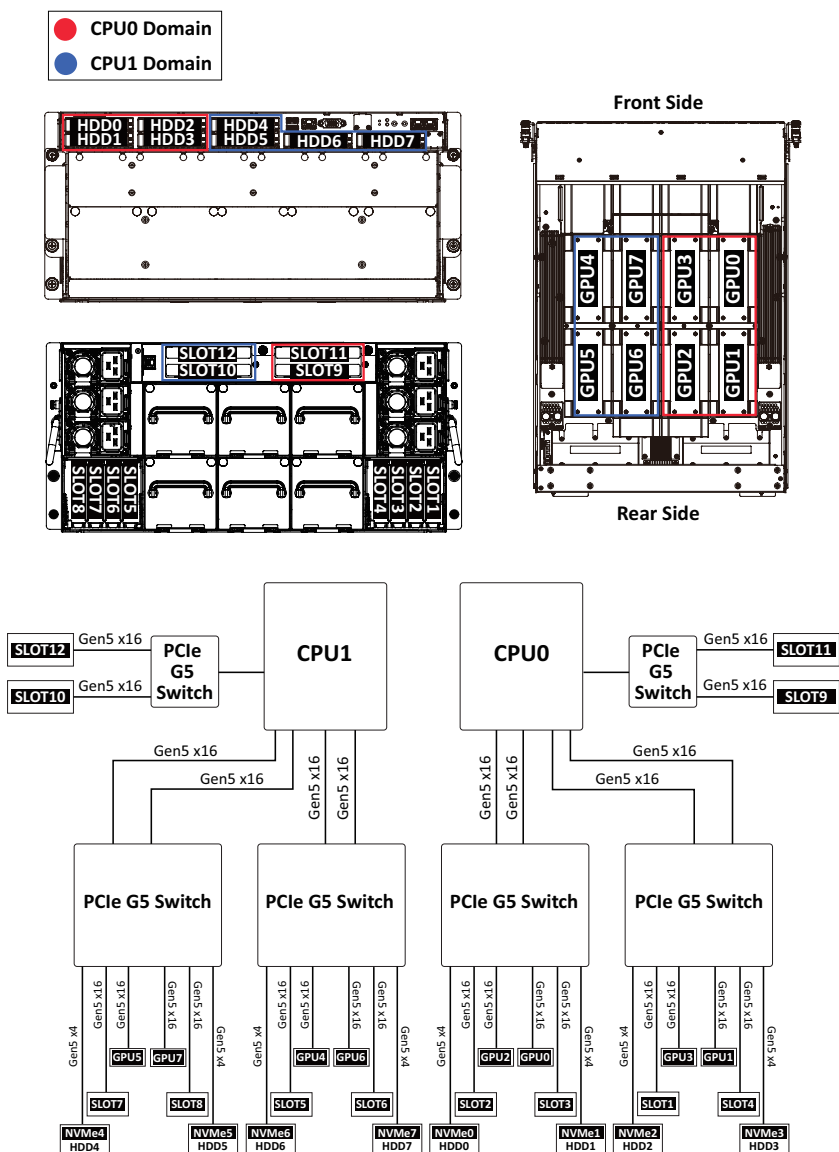 CPU0 Domain
CPU1 Domain
HDD0 HDD2 HDD4
HDD1 HDD3 HDD5 HDD6 HDD7
Front Side
GPU4 GPU7 GPU3 GPU0
GPU5 GPU6 GPU2 GPU1
Rear Side
SLOT12 SLOT11
SLOT10 SLOT9
SLOT8 SLOT7 SLOT6 SLOT5 SLOT4 SLOT3 SLOT2 SLOT1
CPU1 CPU0
SLOT12 Gen5 x16 PCIe G5 Switch Gen5 x16 SLOT11
SLOT10 Gen5 x16 PCIe G5 Switch Gen5 x16 SLOT9
Gen5 x16 Gen5 x16 Gen5 x16 Gen5 x16 Gen5 x16 Gen5 x16 Gen5 x16 Gen5 x16
PCIe G5 Switch PCIe G5 Switch PCIe G5 Switch PCIe G5 Switch
Gen5 x4 Gen5 x16 Gen5 x16 Gen5 x16 Gen5 x16 Gen5 x4 Gen5 x4 Gen5 x16 Gen5 x16 Gen5 x16 Gen5 x16 Gen5 x4 Gen5 x4 Gen5 x16 Gen5 x16 Gen5 x16 Gen5 x16 Gen5 x4 Gen5 x4 Gen5 x16 Gen5 x16 Gen5 x16 Gen5 x16 Gen5 x4
GPU5 GPU7 GPU4 GPU6 GPU2 GPU0 GPU3 GPU1
SLOT7 SLOT8 SLOT5 SLOT6 SLOT2 SLOT3 SLOT1 SLOT4
NVMe4 NVMe5 NVMe6 NVMe7 NVMe0 NVMe1 NVMe2 NVMe3
HDD4 HDD5 HDD6 HDD7 HDD0 HDD1 HDD2 HDD3